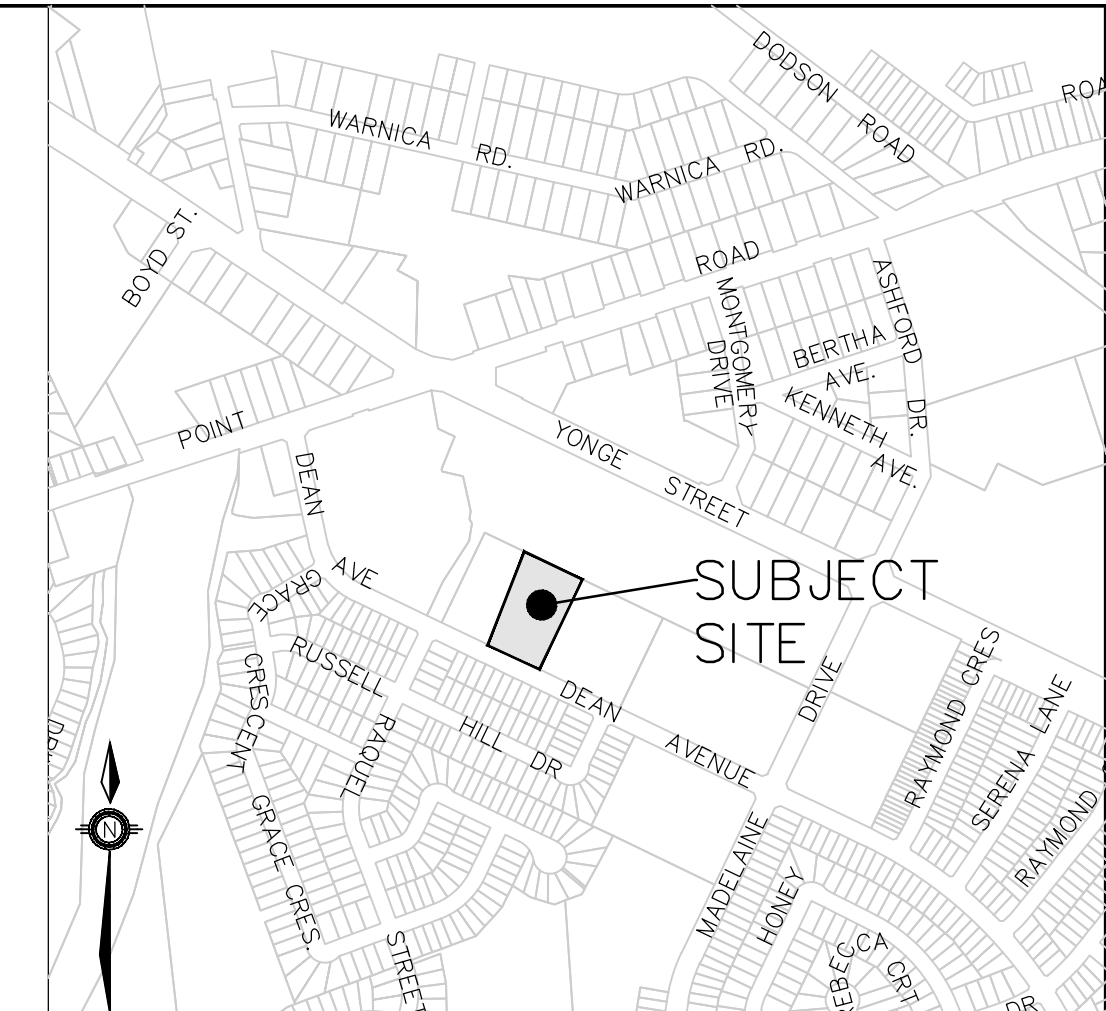 DODSON
ROAD
WARNICA
RD.
WARNICA
RD.
BOYD ST.
ROAD
MONTGOMERY
DRIVE
ASHFORD
DR.
BERTHA
AVE.
KENNETH
AVE.
POINT
YONGE
STREET
DEAN
AVE
GRACE
CRESCENT
SUBJECT
SITE
RUSSELL
HILL
DR
RAQUEL
STREET
DEAN
AVENUE
DRIVE
RAYMOND CRES
SERENA LANE
RAYMOND
GRACE
CRES.
MADELAINE
HONEY
REBECCA
CRT
DR
N